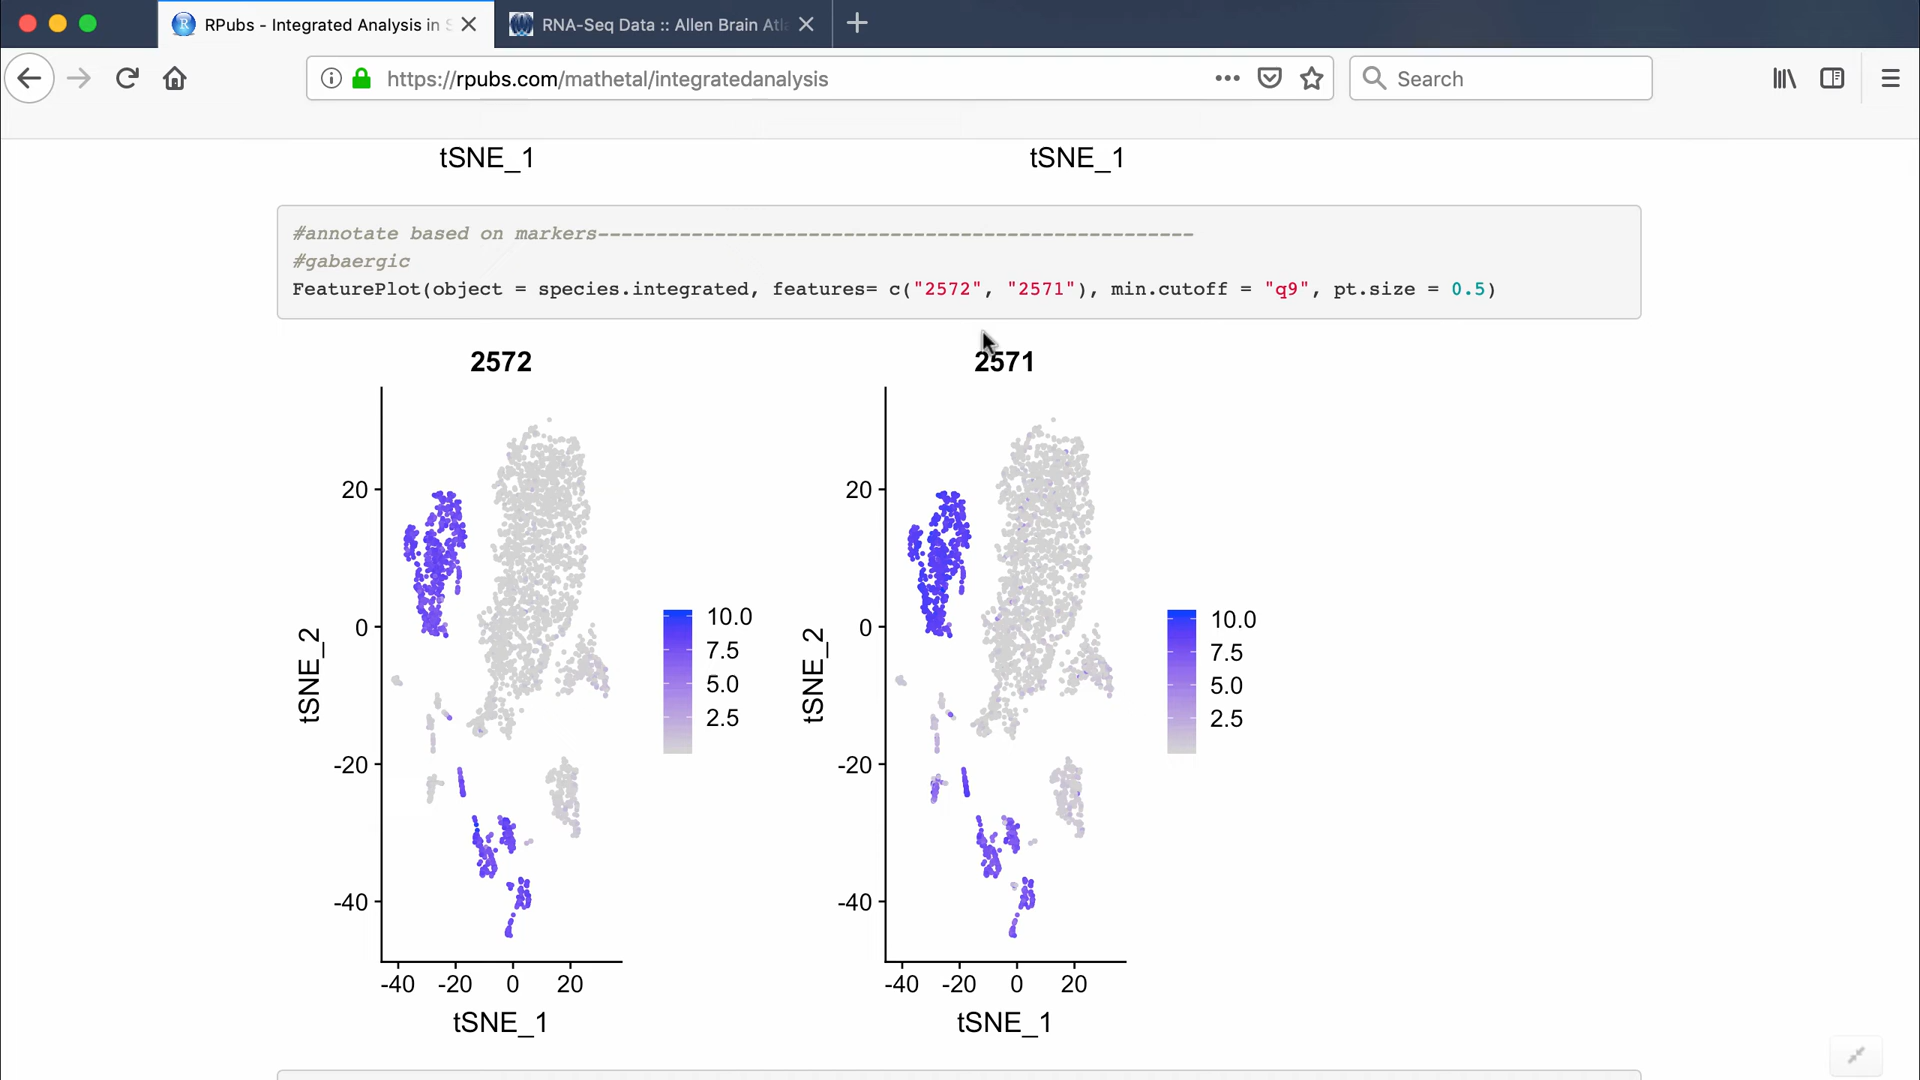 RPubs - Integrated Analysis in S
RNA-Seq Data :: Allen Brain Atla
https://rpubs.com/mathetal/integratedanalysis
Search
tSNE_1
tSNE_1
#annotate based on markers---------------------------------------------------
#gabaergic
FeaturePlot(object = species.integrated, features= c("2572", "2571"), min.cutoff = "q9", pt.size = 0.5)
2572
2571
20
0
-20
-40
tSNE_2
-40 -20 0 20
tSNE_1
10.0
7.5
5.0
2.5
20
0
-20
-40
tSNE_2
-40 -20 0 20
tSNE_1
10.0
7.5
5.0
2.5